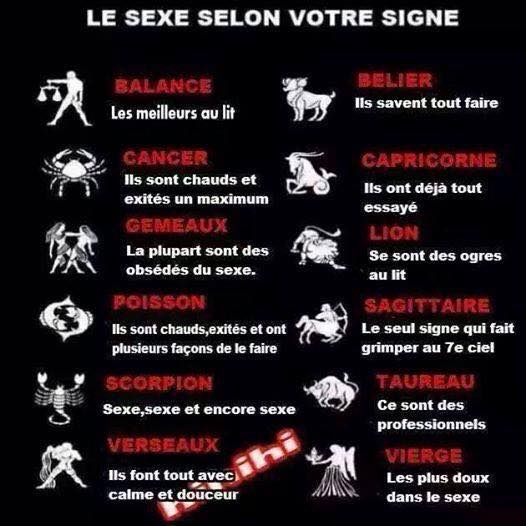 LE SEXE SELON VOTRE SIGNE
BALANCE
Les meilleurs au lit
BELIER
Ils savent tout faire
CANCER
Ils sont chauds et
exités un maximum
CAPRICORNE
Ils ont déjà tout
essayé
GEMEAUX
La plupart sont des
obsédés du sexe.
LION
Se sont des ogres
au lit
POISSON
Ils sont chauds,exités et ont
plusieurs façons de le faire
SAGITTAIRE
Le seul signe qui fait
grimper au 7e ciel
SCORPION
Sexe,sexe et encore sexe
TAUREAU
Ce sont des
professionnels
VERSEAUX
Ils font tout avec
calme et douceur
VIERGE
Les plus doux
dans le sexe